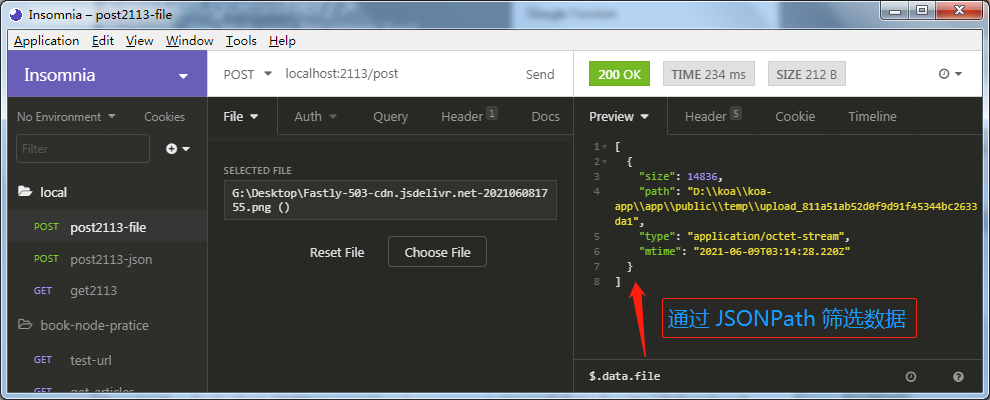 Insomnia – post2113-file
Application Edit View Window Tools Help
Insomnia
POST localhost:2113/post Send
200 OK TIME 234 ms SIZE 212 B
No Environment Cookies
File Auth Query Header 1 Docs
Preview Header 5 Cookie Timeline
Filter
local
POST post2113-file
POST post2113-json
GET get2113
book-node-pratice
GET test-url
GET get-articles
SELECTED FILE
G:\Desktop\Fastly-503-cdn.jsdelivr.net-2021060817
55.png ()
Reset File Choose File
1 [
2 {
3 "size": 14836,
4 "path": "D:\\koa\\koa-
app\\app\\public\\temp\\upload_811a51ab52d0f9d91f45344bc2633
da1",
5 "type": "application/octet-stream",
6 "mtime": "2021-06-09T03:14:28.220Z"
7 }
8 ]
通过 JSONPath 筛选数据
$.data.file